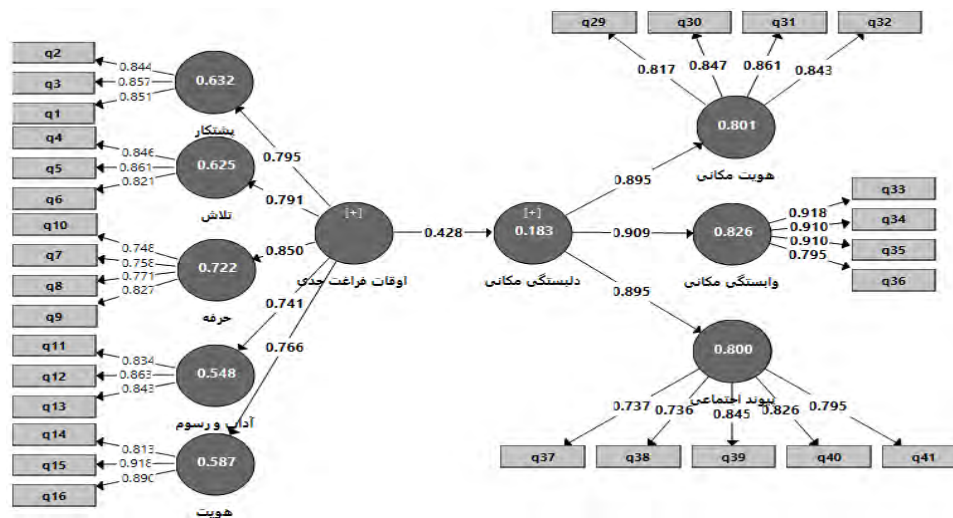 q2
0.844
q3
0.857
q1
0.851
0.632
پشتکار
q4
0.846
q5
0.861
q6
0.821
0.625
تلاش
q10
0.748
q7
0.758
q8
0.771
q9
0.827
0.722
حرفه
q11
0.834
q12
0.863
q13
0.843
0.548
آداب و رسوم
q14
0.813
q15
0.918
q16
0.890
0.587
هویت
0.795
0.791
0.850
0.741
0.766
[+]
اوقات فراغت جدی
0.428
[+]
0.183
دلبستگی مکانی
0.895
0.909
0.895
q29
q30
q31
q32
0.817
0.847
0.861
0.843
0.801
هویت مکانی
q33
0.918
q34
0.910
q35
0.910
q36
0.795
0.826
وابستگی مکانی
0.800
پیوند اجتماعی
0.737
0.736
0.845
0.826
0.795
q37
q38
q39
q40
q41